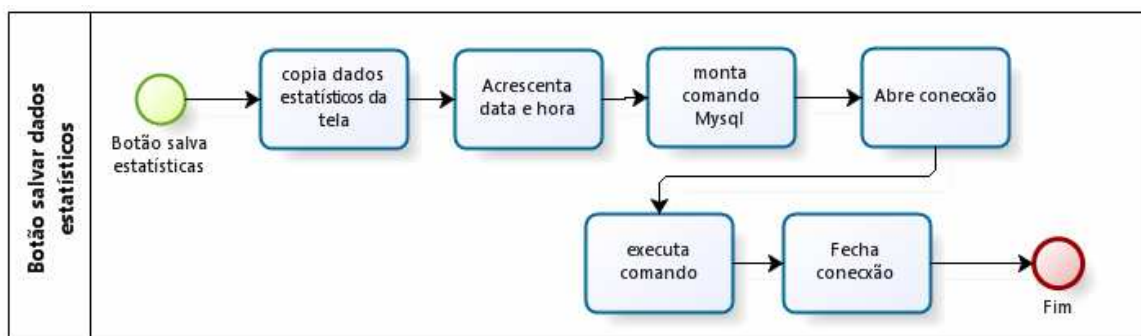 Botão salvar dados
estatísticos
Botão salva
estatísticas
copia dados
estatísticos da
tela
Acrescenta
data e hora
monta
comando
Mysql
Abre conecxão
executa
comando
Fecha
conecxão
Fim